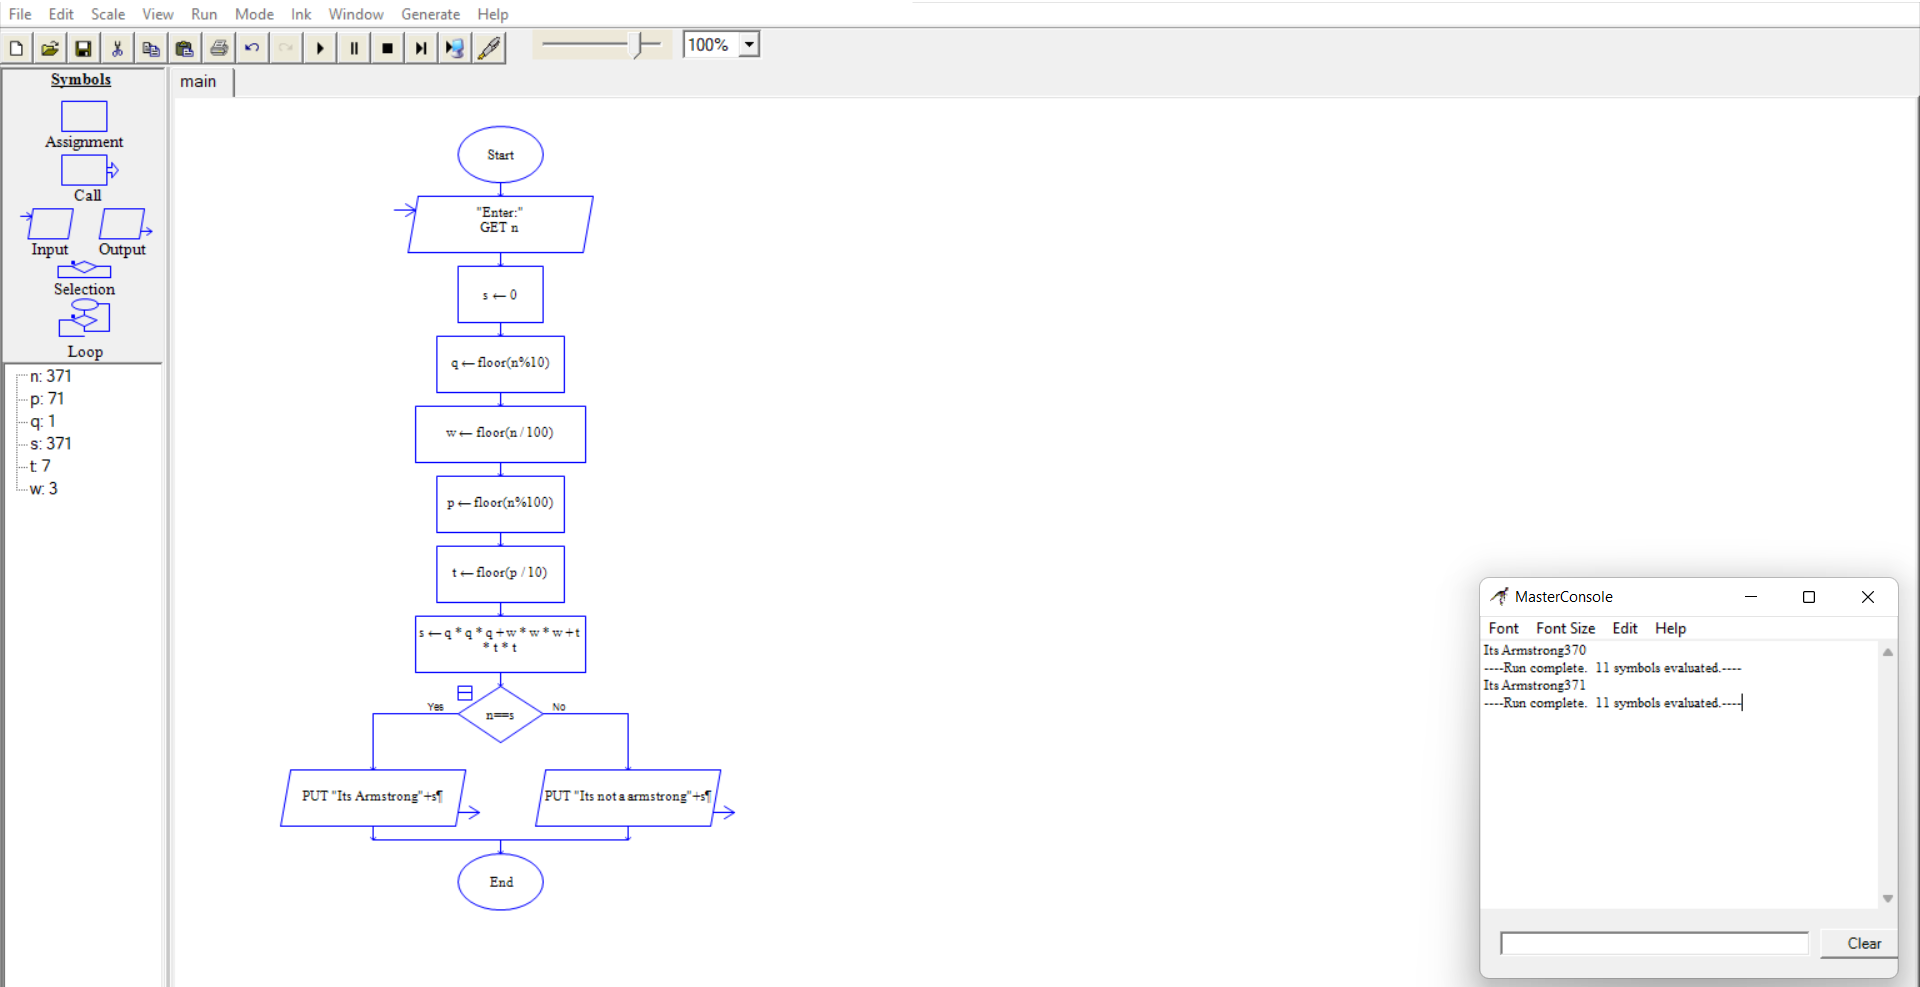 File Edit Scale View Run Mode Ink Window Generate Help
100%
Symbols
Assignment
Call
Input Output
Selection
Loop
n: 371
p: 71
q: 1
s: 371
t: 7
w: 3
main
Start
"Enter:"
GET n
s ← 0
q ← floor(n%10)
w ← floor(n / 100)
p ← floor(n%100)
t ← floor(p / 10)
s ← q * q * q + w * w * w + t
* t * t
Yes n==s No
PUT "Its Armstrong"+s¶
PUT "Its not a armstrong"+s¶
End
MasterConsole
Font Font Size Edit Help
Its Armstrong370
----Run complete. 11 symbols evaluated.----
Its Armstrong371
----Run complete. 11 symbols evaluated.----
Clear